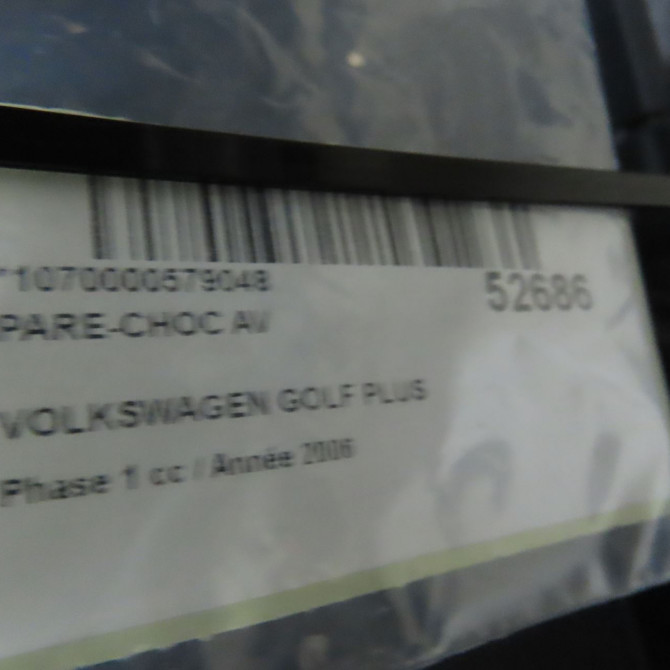 *1070000579048
52686
PARE-CHOC AV
VOLKSWAGEN GOLF PLUS
Phase 1 cc / Année 2006